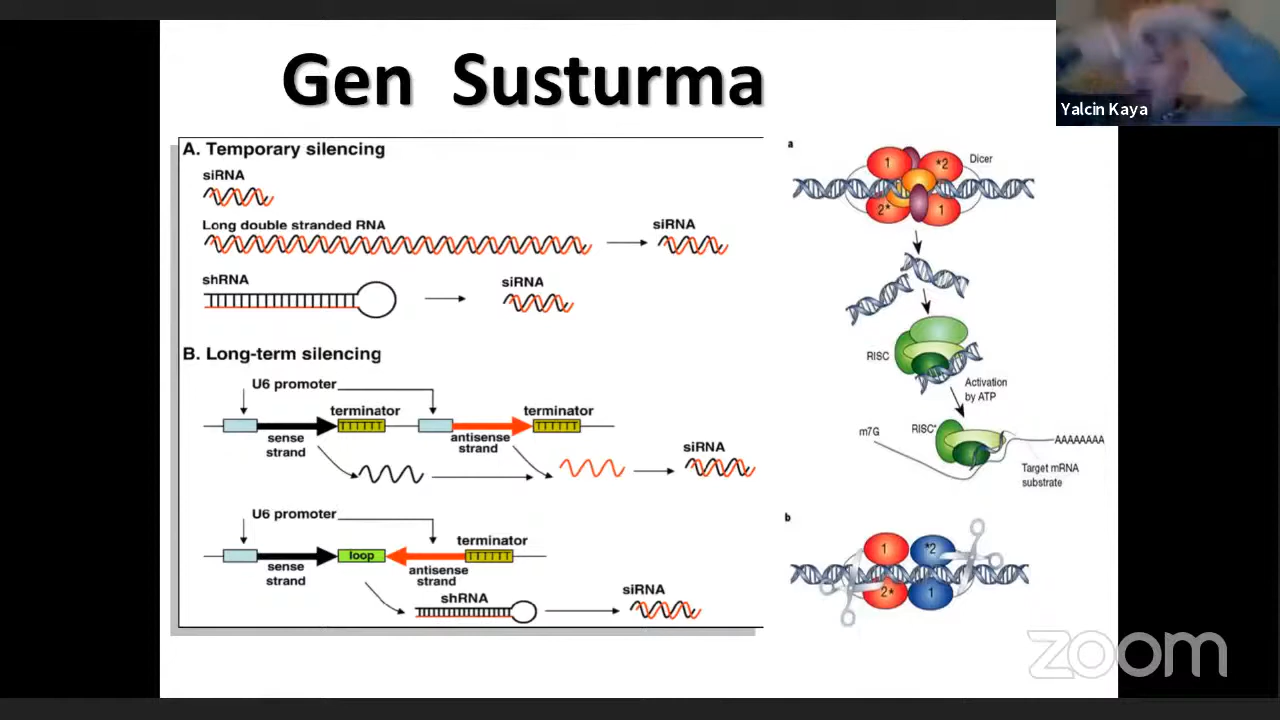 Gen Susturma
Yalcin Kaya
A. Temporary silencing
siRNA
Long double stranded RNA
siRNA
shRNA
siRNA
B. Long-term silencing
U6 promoter
terminator
terminator
sense
strand
antisense
strand
siRNA
U6 promoter
terminator
loop
sense
strand
antisense
strand
shRNA
siRNA
a
1
*2
Dicer
2*
1
RISC
Activation
by ATP
m7G
RISC*
AAAAAAAA
Target mRNA
substrate
b
1
*2
2*
1
zoom